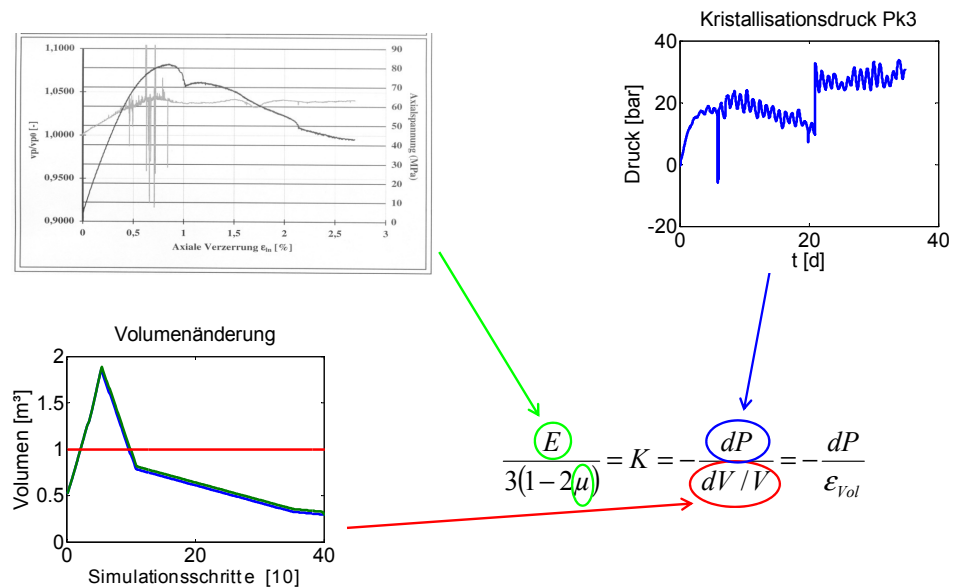 1,1000
1,0500
1,0000
0,9500
0,9000
vp/vp0 [-]
90
80
70
60
50
40
30
20
10
0
Axialspannung (MPa)
0 0,5 1 1,5 2 2,5 3
Axiale Verzerrung εln [%]
Kristallisationsdruck Pk3
40
20
0
-20
Druck [bar]
0 20 40
t [d]
Volumenänderung
2
1.5
1
0.5
0
Volumen [m³]
0 20 40
Simulationsschritte [10]
E / 3(1−2μ) = K = − dP / (dV / V) = − dP / ε_Vol